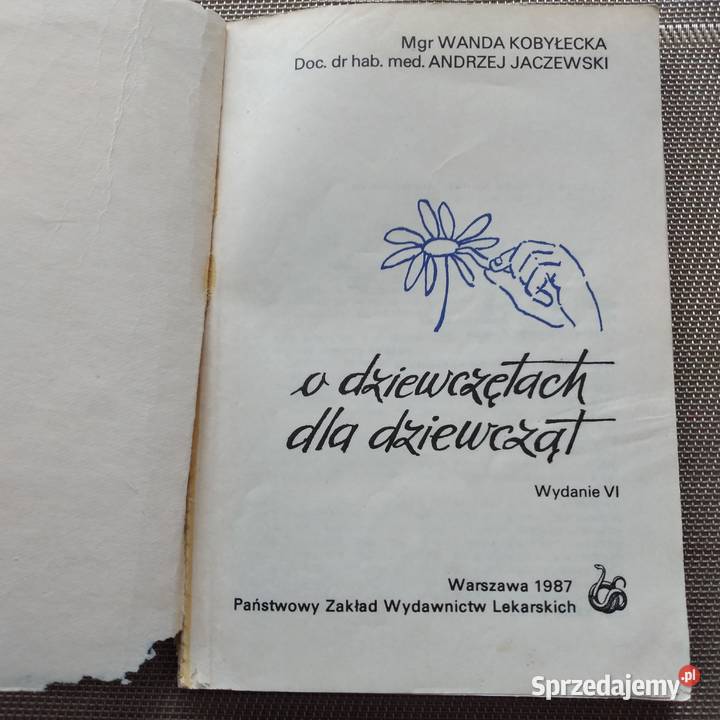 Mgr WANDA KOBYŁECKA
Doc. dr hab. med. ANDRZEJ JACZEWSKI
o dziewczętach
dla dziewcząt
Wydanie VI
Warszawa 1987
Państwowy Zakład Wydawnictw Lekarskich
Sprzedajemy.pl